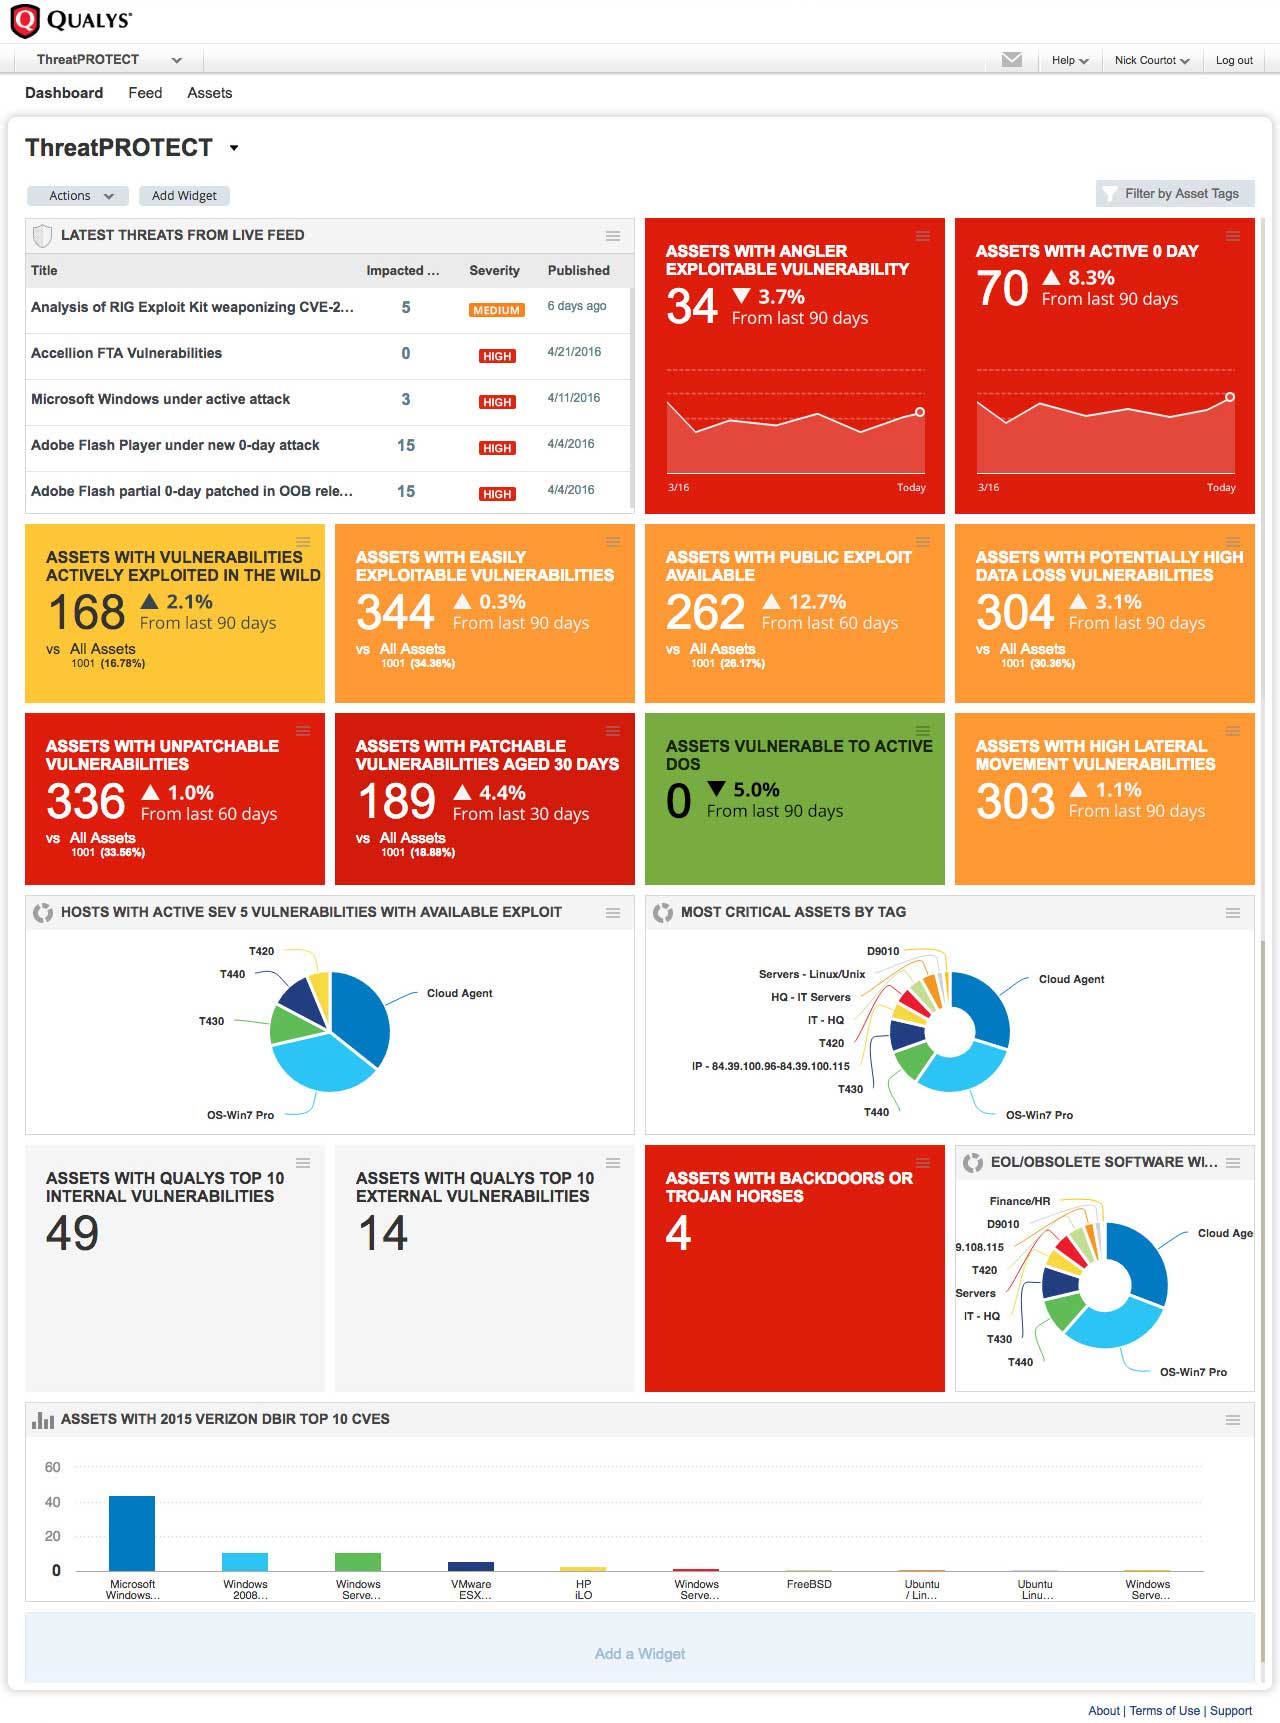 QUALYS
ThreatPROTECT
Help
Nick Courtot
Log out
Dashboard
Feed
Assets
ThreatPROTECT
Actions
Add Widget
Filter by Asset Tags
LATEST THREATS FROM LIVE FEED
Title Impacted ... Severity Published
Analysis of RIG Exploit Kit weaponizing CVE-2... 5 MEDIUM 6 days ago
Accellion FTA Vulnerabilities 0 HIGH 4/21/2016
Microsoft Windows under active attack 3 HIGH 4/11/2016
Adobe Flash Player under new 0-day attack 15 HIGH 4/4/2016
Adobe Flash partial 0-day patched in OOB rele... 15 HIGH 4/4/2016
ASSETS WITH ANGLER
EXPLOITABLE VULNERABILITY
34 ▼ 3.7%
From last 90 days
3/16 Today
ASSETS WITH ACTIVE 0 DAY
70 ▲ 8.3%
From last 90 days
3/16 Today
ASSETS WITH VULNERABILITIES
ACTIVELY EXPLOITED IN THE WILD
168 ▲ 2.1%
From last 90 days
vs All Assets
1001 (16.78%)
ASSETS WITH EASILY
EXPLOITABLE VULNERABILITIES
344 ▲ 0.3%
From last 90 days
vs All Assets
1001 (34.36%)
ASSETS WITH PUBLIC EXPLOIT
AVAILABLE
262 ▲ 12.7%
From last 60 days
vs All Assets
1001 (26.17%)
ASSETS WITH POTENTIALLY HIGH
DATA LOSS VULNERABILITIES
304 ▲ 3.1%
From last 90 days
vs All Assets
1001 (30.36%)
ASSETS WITH UNPATCHABLE
VULNERABILITIES
336 ▲ 1.0%
From last 60 days
vs All Assets
1001 (33.56%)
ASSETS WITH PATCHABLE
VULNERABILITIES AGED 30 DAYS
189 ▲ 4.4%
From last 30 days
vs All Assets
1001 (18.88%)
ASSETS VULNERABLE TO ACTIVE
DOS
0 ▼ 5.0%
From last 90 days
ASSETS WITH HIGH LATERAL
MOVEMENT VULNERABILITIES
303 ▲ 1.1%
From last 90 days
HOSTS WITH ACTIVE SEV 5 VULNERABILITIES WITH AVAILABLE EXPLOIT
T420
T440
Cloud Agent
T430
OS-Win7 Pro
MOST CRITICAL ASSETS BY TAG
D9010
Servers - Linux/Unix
Cloud Agent
HQ - IT Servers
IT - HQ
T420
IP - 84.39.100.96-84.39.100.115
T430
T440
OS-Win7 Pro
ASSETS WITH QUALYS TOP 10
INTERNAL VULNERABILITIES
49
ASSETS WITH QUALYS TOP 10
EXTERNAL VULNERABILITIES
14
ASSETS WITH BACKDOORS OR
TROJAN HORSES
4
EOL/OBSOLETE SOFTWARE WI...
Finance/HR
D9010
Cloud Age
9.108.115
T420
Servers
IT - HQ
T430
T440
OS-Win7 Pro
ASSETS WITH 2015 VERIZON DBIR TOP 10 CVES
60
40
20
0
Microsoft
Windows...
Windows
2008...
Windows
Serve...
VMware
ESX...
HP
iLO
Windows
Serve...
FreeBSD
Ubuntu
/ Lin...
Ubuntu
Linu...
Windows
Serve...
Add a Widget
About | Terms of Use | Support